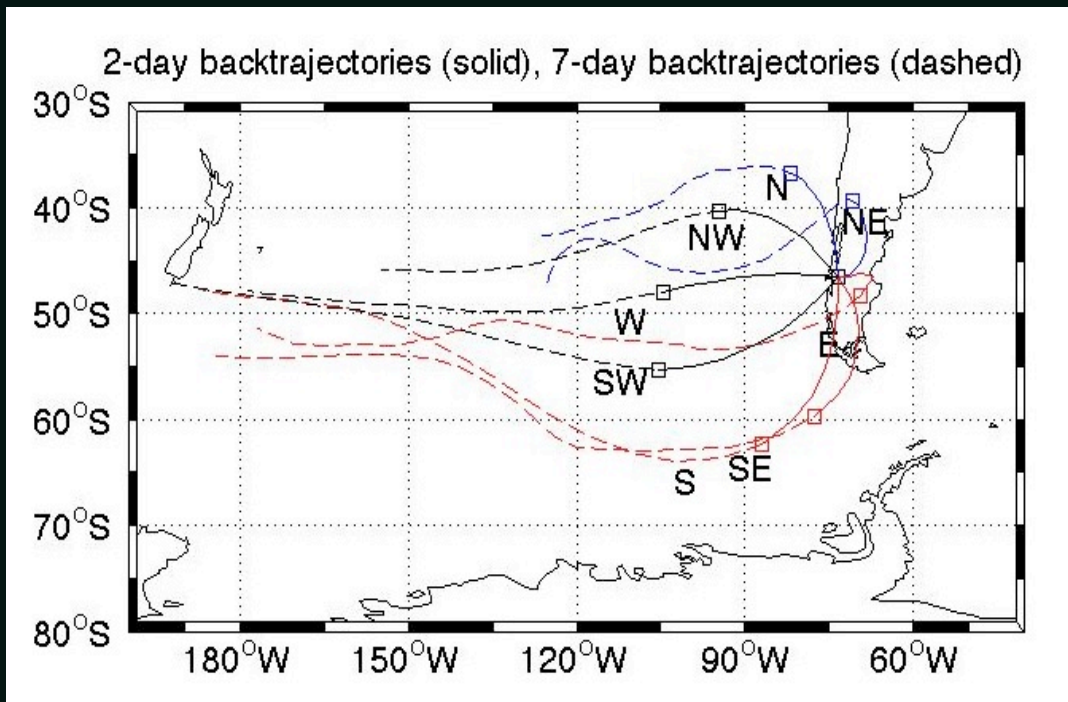 2-day backtrajectories (solid), 7-day backtrajectories (dashed)
30°S
40°S
50°S
60°S
70°S
80°S
N
NE
NW
W
E
SW
SE
S
180°W 150°W 120°W 90°W 60°W